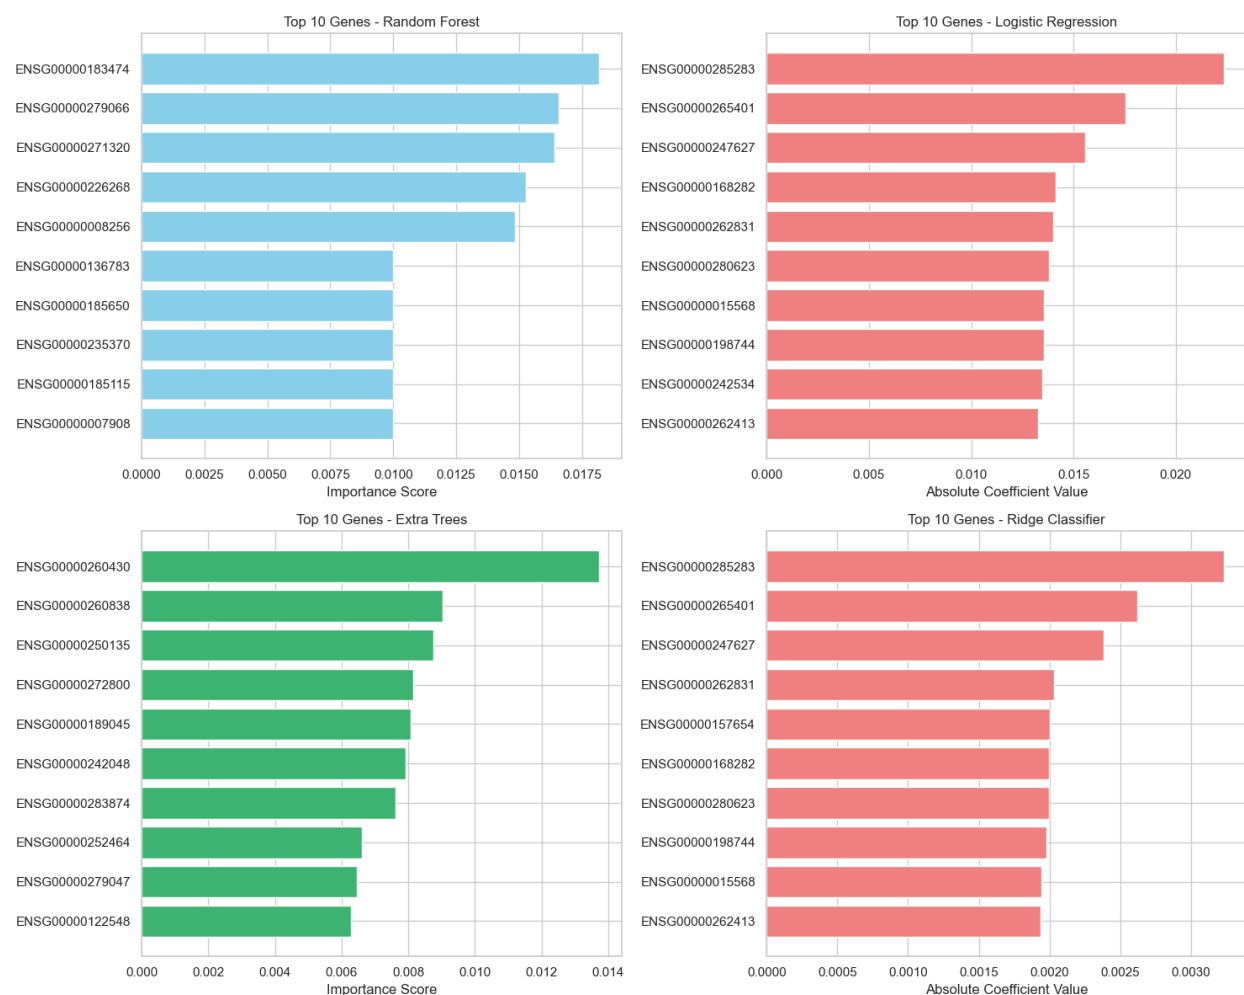 Top 10 Genes - Random Forest
ENSG00000183474
ENSG00000279066
ENSG00000271320
ENSG00000226268
ENSG00000008256
ENSG00000136783
ENSG00000185650
ENSG00000235370
ENSG00000185115
ENSG00000007908
0.0000 0.0025 0.0050 0.0075 0.0100 0.0125 0.0150 0.0175
Importance Score
Top 10 Genes - Logistic Regression
ENSG00000285283
ENSG00000265401
ENSG00000247627
ENSG00000168282
ENSG00000262831
ENSG00000280623
ENSG00000015568
ENSG00000198744
ENSG00000242534
ENSG00000262413
0.000 0.005 0.010 0.015 0.020
Absolute Coefficient Value
Top 10 Genes - Extra Trees
ENSG00000260430
ENSG00000260838
ENSG00000250135
ENSG00000272800
ENSG00000189045
ENSG00000242048
ENSG00000283874
ENSG00000252464
ENSG00000279047
ENSG00000122548
0.000 0.002 0.004 0.006 0.008 0.010 0.012 0.014
Importance Score
Top 10 Genes - Ridge Classifier
ENSG00000285283
ENSG00000265401
ENSG00000247627
ENSG00000262831
ENSG00000157654
ENSG00000168282
ENSG00000280623
ENSG00000198744
ENSG00000015568
ENSG00000262413
0.0000 0.0005 0.0010 0.0015 0.0020 0.0025 0.0030
Absolute Coefficient Value